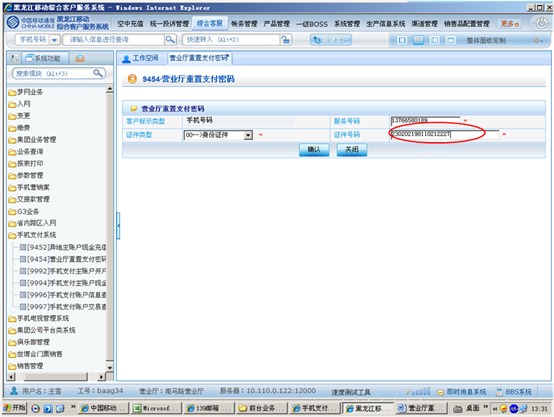 黑龙江移动综合客户服务系统 - Windows Internet Explorer
中国移动通信 CHINA MOBILE 黑龙江移动 综合客户服务系统 空中充值 统一投诉管理 综合客服 账务管理 产品管理 一级BOSS 系统管理 生产信息系统 渠道管理 销售品配置管理 更多
手机号码 请输入信息进行查询 快速转入 (Alt+2) 整体面板定制
系统功能 工作空间 营业厅重置支付密码
搜索模块 (Alt+3)
9454-营业厅重置支付密码
梦网业务
入网
变更
缴费
集团业务管理
业务查询
报表打印
参数管理
手机营销案
交接款管理
G3业务
省内跨区入网
手机支付系统
[9452]异地主账户现金充值
[9454]营业厅重置支付密码
[9992]手机支付主账户开户
[9994]手机支付主账户现金
[9996]手机支付账户信息查
[9997]手机支付账户交易查
手机电视管理系统
集团公司平台类系统
俱乐部管理
世博会门票销售
销售管理
营业厅重置支付密码
客户标示类型 手机号码 服务号码 13766580189 *
证件类型 00-->身份证件 * 证件号码 230202198110212227 *
确认 关闭
用户名：王雪 工号：baag34 营业厅：南马路营业厅 服务器：10.110.0.122:12000 速度测试工具 即时消息系统 BBS系统
开始 中国移动... Microsof... 139邮箱 ... 前台业务... 手机支付... 黑龙江移... 营业厅重... 桌面 13:31